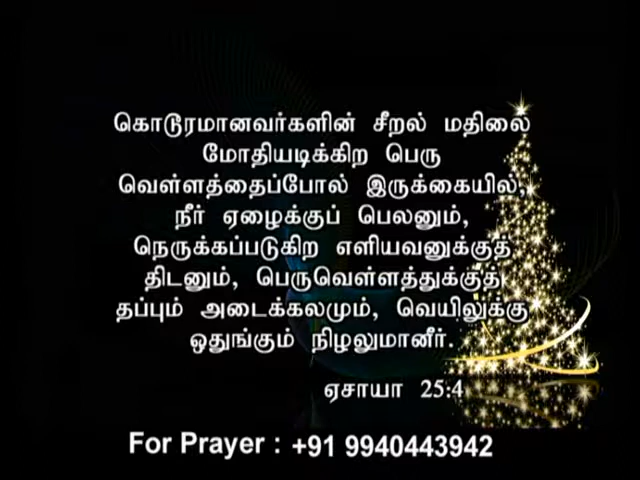 கொடூரமானவர்களின் சீறல் மதிலை
மோதியடிக்கிற பெரு
வெள்ளத்தைப்போல் இருக்கையில்,
நீர் ஏழைக்குப் பெலனும்,
நெருக்கப்படுகிற எளியவனுக்குத்
திடனும், பெருவெள்ளத்துக்குத்
தப்பும் அடைக்கலமும், வெயிலுக்கு
ஒதுங்கும் நிழலுமானீர்.
ஏசாயா 25:4
For Prayer : +91 9940443942